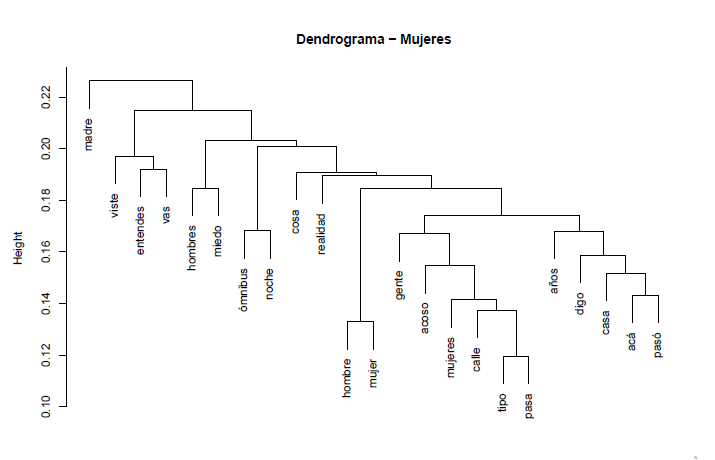 Dendrograma − Mujeres
Height
0.22
0.20
0.18
0.16
0.14
0.12
0.10
madre
viste
entendes
vas
hombres
miedo
ómnibus
noche
cosa
realidad
hombre
mujer
gente
acoso
mujeres
calle
tipo
pasa
años
digo
casa
acá
pasó